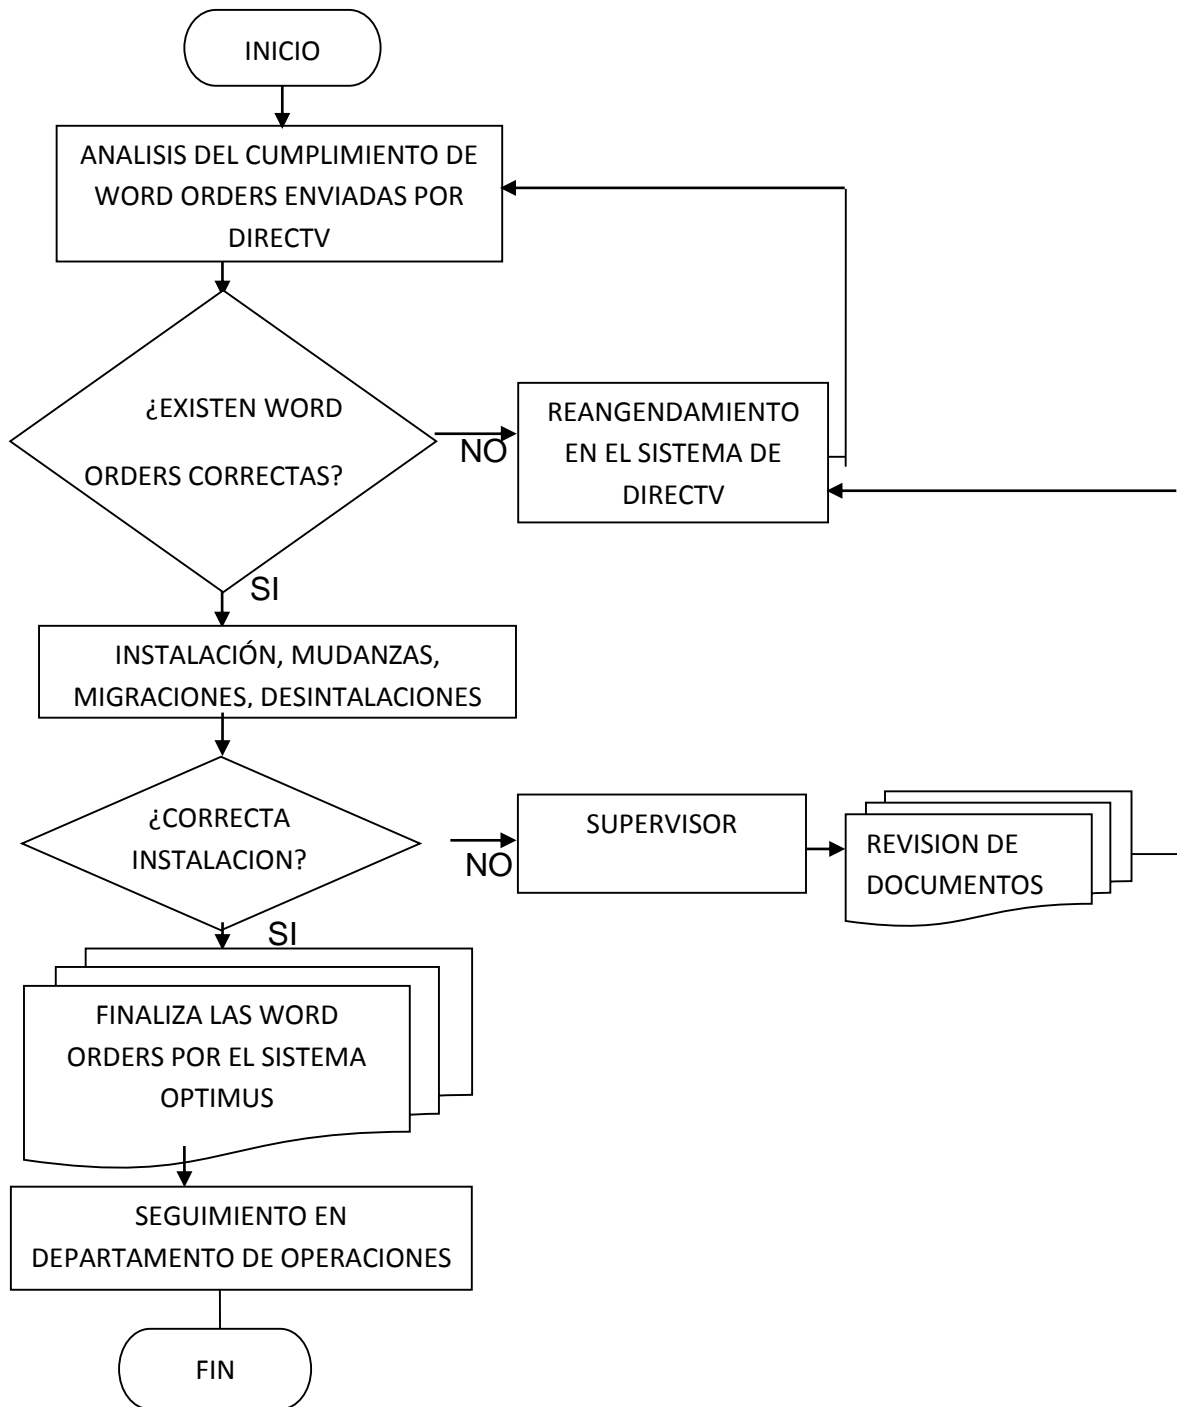 INICIO
ANALISIS DEL CUMPLIMIENTO DE
WORD ORDERS ENVIADAS POR
DIRECTV
¿EXISTEN WORD
ORDERS CORRECTAS?
NO
REANGENDAMIENTO
EN EL SISTEMA DE
DIRECTV
SI
INSTALACIÓN, MUDANZAS,
MIGRACIONES, DESINTALACIONES
¿CORRECTA
INSTALACION?
NO
SUPERVISOR
REVISION DE
DOCUMENTOS
SI
FINALIZA LAS WORD
ORDERS POR EL SISTEMA
OPTIMUS
SEGUIMIENTO EN
DEPARTAMENTO DE OPERACIONES
FIN